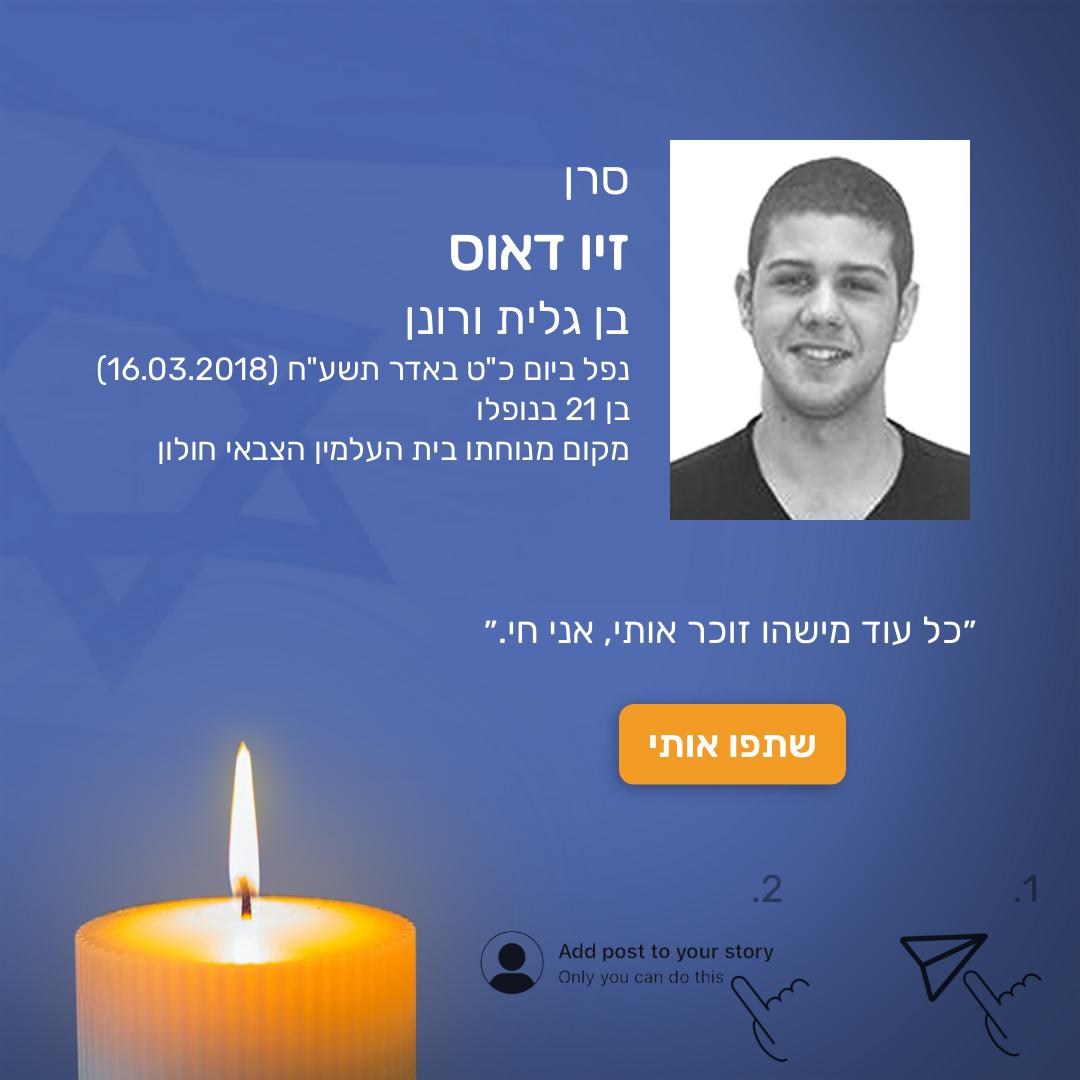 סרן
זיו דאוס
בן גלית ורונן
נפל ביום כ"ט באדר תשע"ח (16.03.2018)
בן 21 בנופלו
מקום מנוחתו בית העלמין הצבאי חולון
״כל עוד מישהו זוכר אותי, אני חי.״
שתפו אותי
1.
2.
Add post to your story
Only you can do this